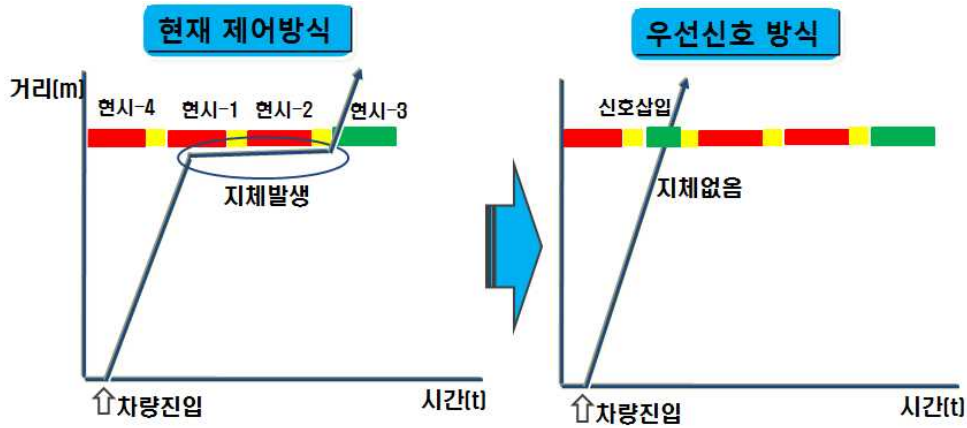 현재 제어방식
거리(m)
현시-4
현시-1
현시-2
현시-3
지체발생
차량진입
시간(t)
우선신호 방식
신호삽입
지체없옴
차량진입
시간(t)